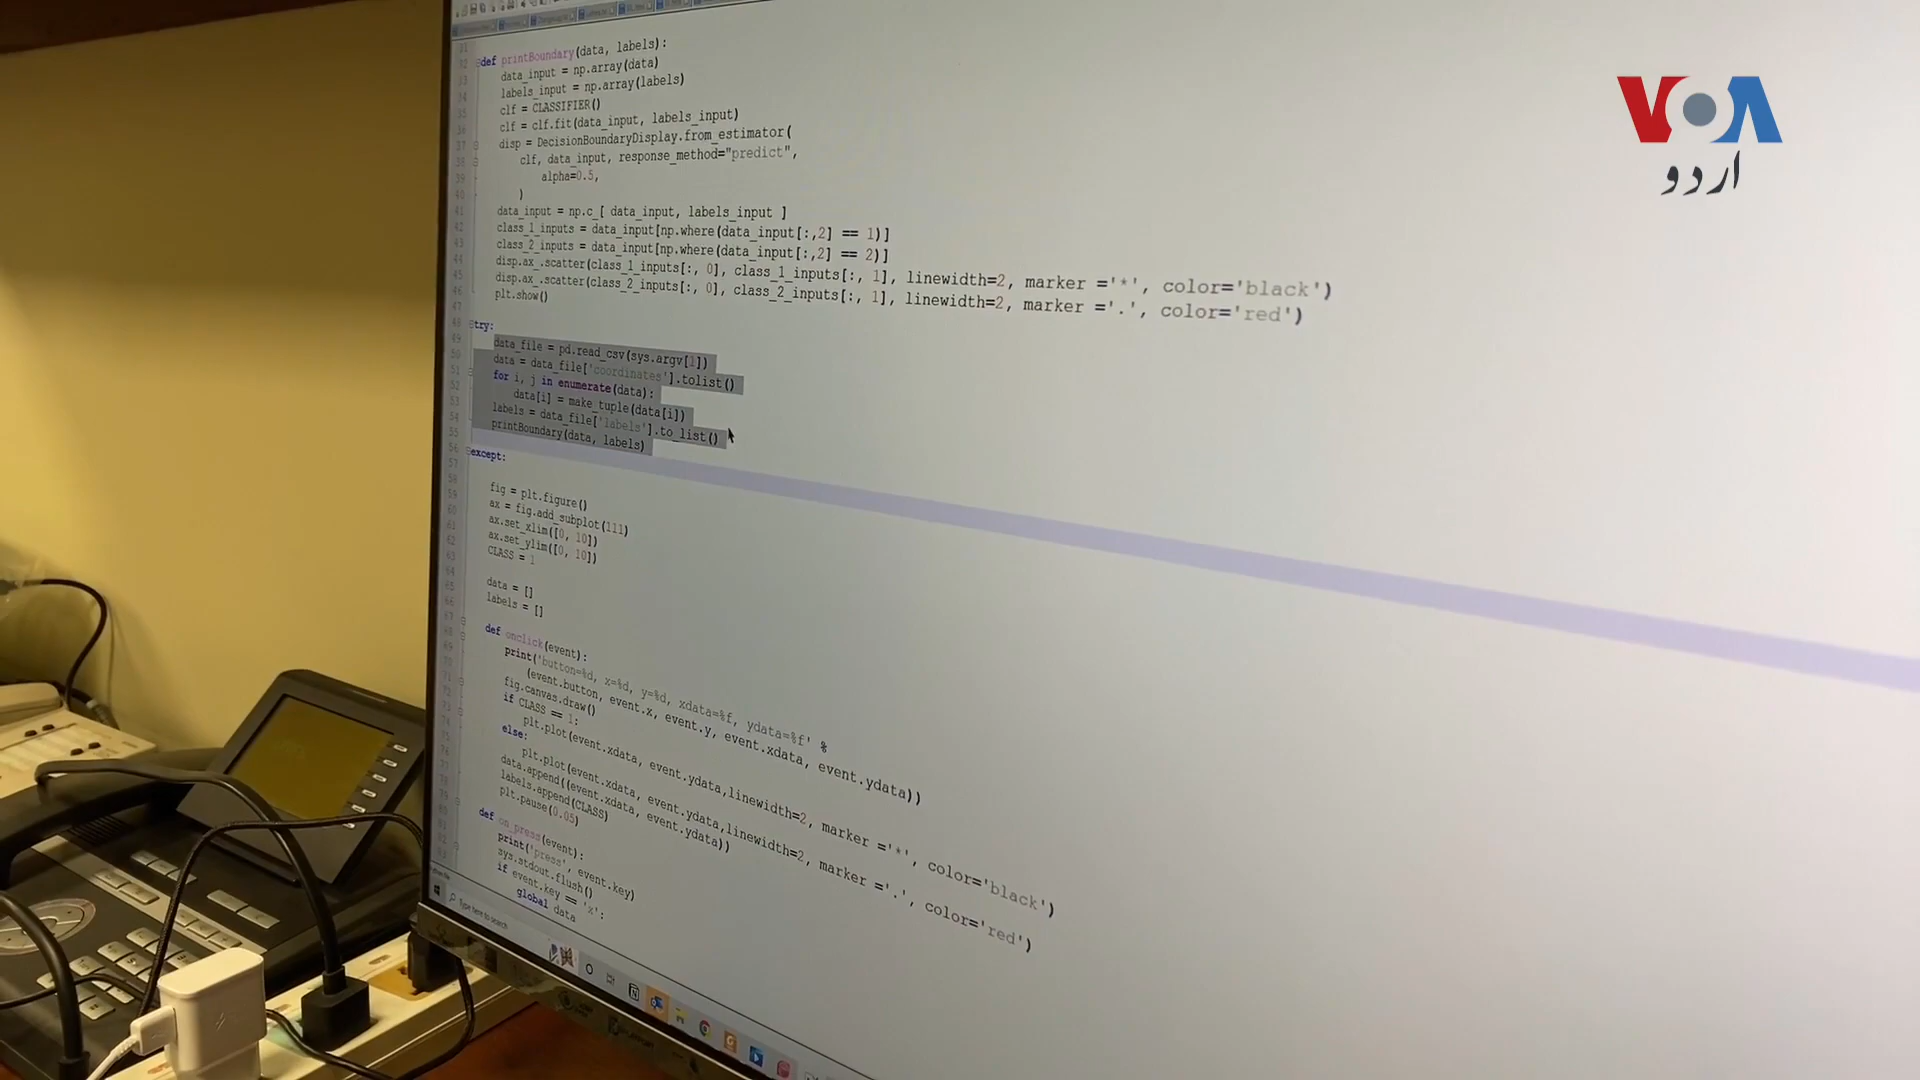 VOA
اردو
def printBoundary(data, labels):
data_input = np.array(data)
labels_input = np.array(labels)
clf = CLASSIFIER()
clf = clf.fit(data_input, labels_input)
disp = DecisionBoundaryDisplay.from_estimator(
clf, data_input, response_method="predict",
alpha=0.5,
)
data_input = np.c_[ data_input, labels_input ]
class_1_inputs = data_input[np.where(data_input[:,2] == 1)]
class_2_inputs = data_input[np.where(data_input[:,2] == 2)]
disp.ax_.scatter(class_1_inputs[:, 0], class_1_inputs[:, 1], linewidth=2, marker ='*', color='black')
disp.ax_.scatter(class_2_inputs[:, 0], class_2_inputs[:, 1], linewidth=2, marker ='.', color='red')
plt.show()
try:
data_file = pd.read_csv(sys.argv[1])
data = data_file['coordinates'].tolist()
for i, j in enumerate(data):
data[i] = make_tuple(data[i])
labels = data_file['labels'].to_list()
printBoundary(data, labels)
except:
fig = plt.figure()
ax = fig.add_subplot(111)
ax.set_xlim([0, 10])
ax.set_ylim([0, 10])
CLASS = 1
data = []
labels = []
def onclick(event):
print('button=%d, x=%d, y=%d, xdata=%f, ydata=%f' %
(event.button, event.x, event.y, event.xdata, event.ydata))
fig.canvas.draw()
if CLASS == 1:
plt.plot(event.xdata, event.ydata,linewidth=2, marker ='*', color='black')
else:
plt.plot(event.xdata, event.ydata,linewidth=2, marker ='.', color='red')
data.append((event.xdata, event.ydata))
labels.append(CLASS)
plt.pause(0.05)
def on_press(event):
print('press', event.key)
sys.stdout.flush()
if event.key == 'x':
global data
Type here to search